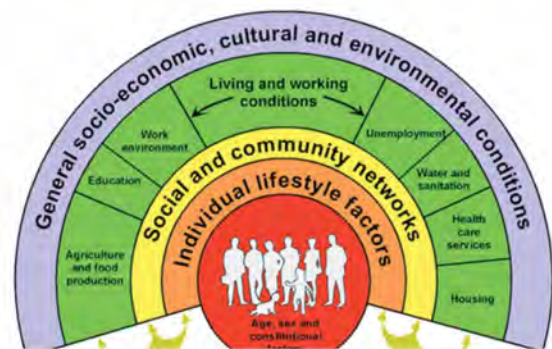 General socio-economic, cultural and environmental conditions
Living and working
conditions
Work
environment
Unemployment
Education
Water and
sanitation
Agriculture
and food
production
Health
care
services
Housing
Social and community networks
Individual lifestyle factors
Age, sex and
constitutional
factors